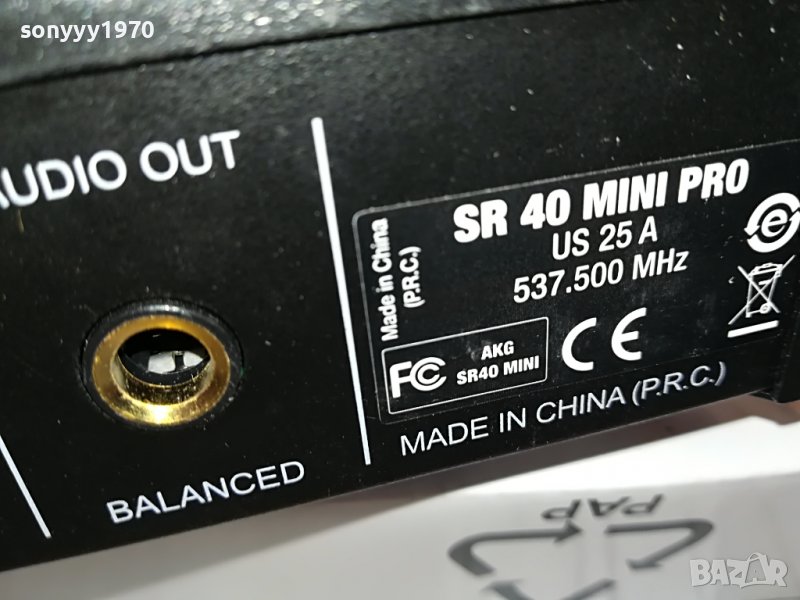 sonyyy1970
AUDIO OUT
BALANCED
Made in China
(P.R.C.)
SR 40 MINI PRO
US 25 A
537.500 MHz
FC
AKG
SR40 MINI
CE
MADE IN CHINA (P.R.C.)
PAP
BAZAR